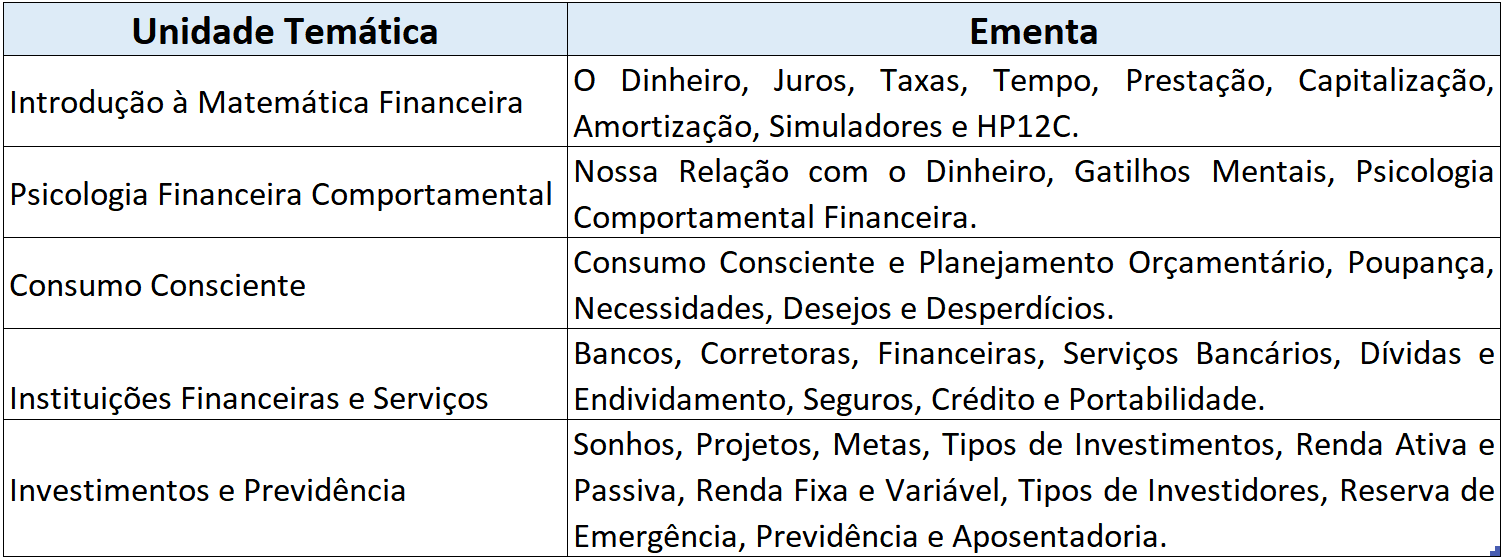 Unidade Temática
Ementa
Introdução à Matemática Financeira
O Dinheiro, Juros, Taxas, Tempo, Prestação, Capitalização,
Amortização, Simuladores e HP12C.
Psicologia Financeira Comportamental
Nossa Relação com o Dinheiro, Gatilhos Mentais, Psicologia
Comportamental Financeira.
Consumo Consciente
Consumo Consciente e Planejamento Orçamentário, Poupança,
Necessidades, Desejos e Desperdícios.
Instituições Financeiras e Serviços
Bancos, Corretoras, Financeiras, Serviços Bancários, Dívidas e
Endividamento, Seguros, Crédito e Portabilidade.
Investimentos e Previdência
Sonhos, Projetos, Metas, Tipos de Investimentos, Renda Ativa e
Passiva, Renda Fixa e Variável, Tipos de Investidores, Reserva de
Emergência, Previdência e Aposentadoria.